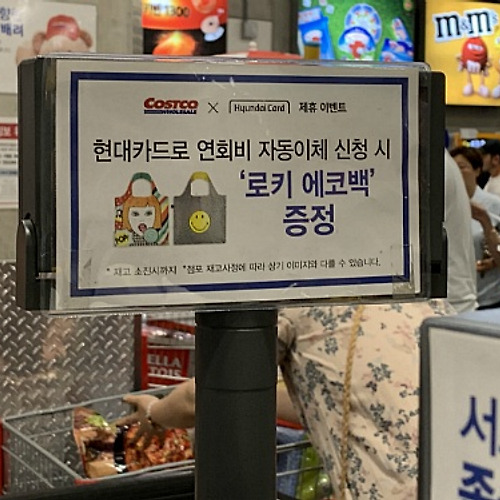 COSTCO WHOLESALE × Hyundai Card 제휴 이벤트
현대카드로 연회비 자동이체 신청 시
'로키 에코백'
증정
* 재고 소진시까지 *점포 재고사정에 따라 상기 이미지와 다를 수 있습니다.
m&m's